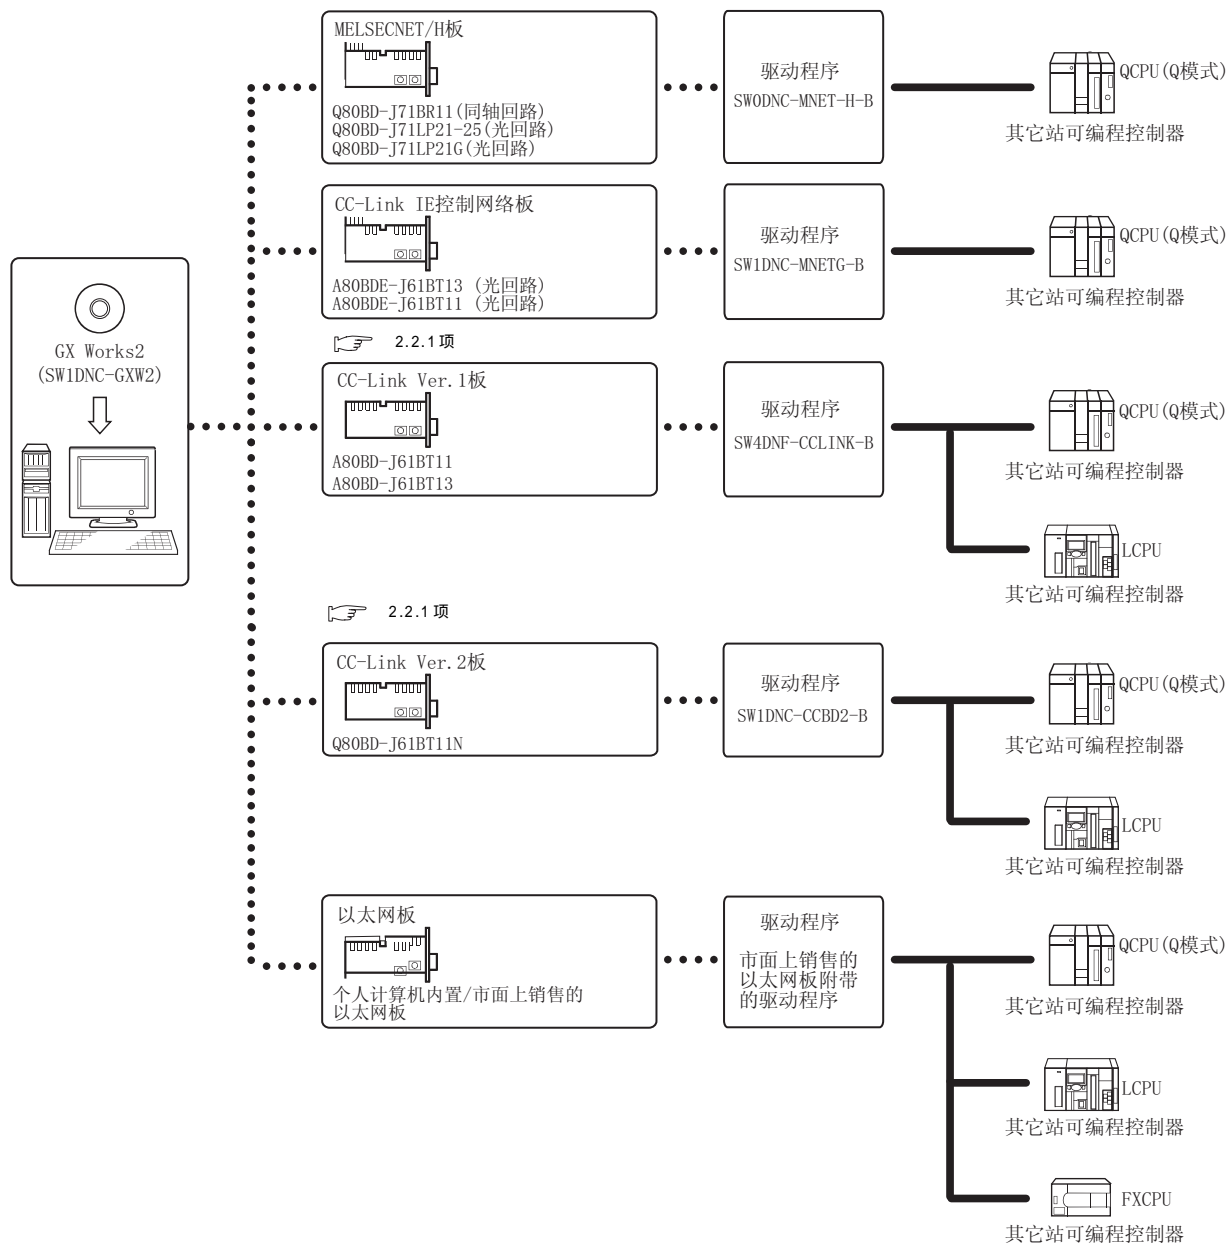 GX Works2
(SW1DNC-GXW2)
MELSECNET/H板
Q80BD-J71BR11(同轴回路)
Q80BD-J71LP21-25(光回路)
Q80BD-J71LP21G(光回路)
驱动程序
SW0DNC-MNET-H-B
QCPU(Q模式)
其它站可编程控制器
CC-Link IE控制网络板
A80BDE-J61BT13 (光回路)
A80BDE-J61BT11 (光回路)
驱动程序
SW1DNC-MNETG-B
QCPU(Q模式)
其它站可编程控制器
2.2.1 项
CC-Link Ver.1板
A80BD-J61BT11
A80BD-J61BT13
驱动程序
SW4DNF-CCLINK-B
QCPU(Q模式)
其它站可编程控制器
LCPU
其它站可编程控制器
2.2.1 项
CC-Link Ver.2板
Q80BD-J61BT11N
驱动程序
SW1DNC-CCBD2-B
QCPU(Q模式)
其它站可编程控制器
LCPU
其它站可编程控制器
以太网板
个人计算机内置/市面上销售的
以太网板
驱动程序
市面上销售的
以太网板附带
的驱动程序
QCPU(Q模式)
其它站可编程控制器
LCPU
其它站可编程控制器
FXCPU
其它站可编程控制器